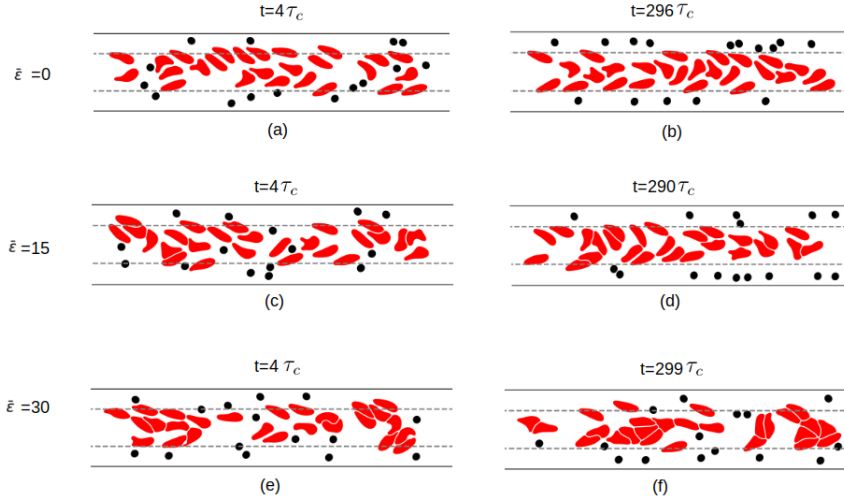 t=4 τc
t=296 τc
ε̄ =0
(a)
(b)
t=4 τc
t=290 τc
ε̄ =15
(c)
(d)
t=4 τc
t=299 τc
ε̄ =30
(e)
(f)